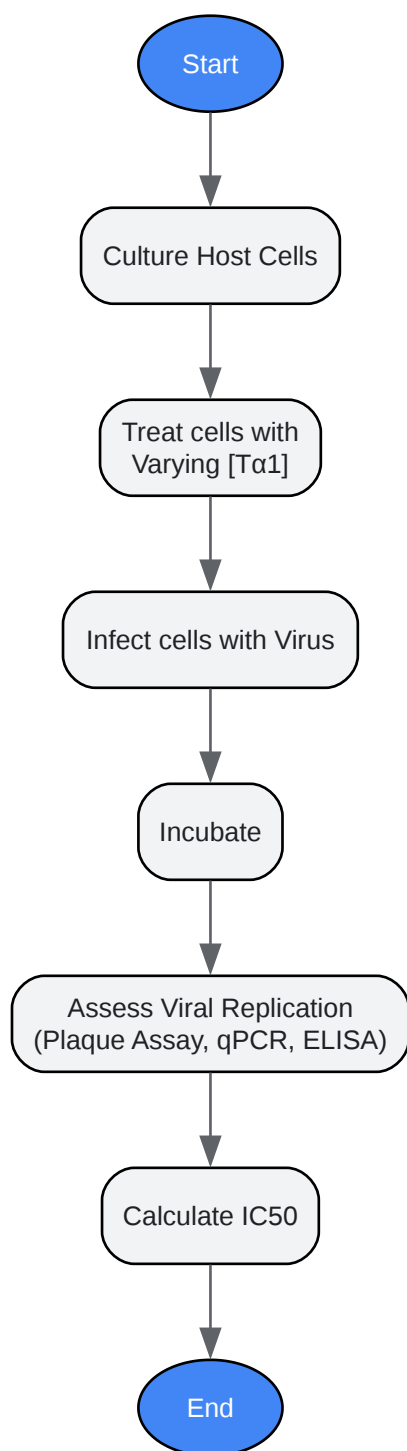 Start
Culture Host Cells
Treat cells with
Varying [Tα1]
Infect cells with Virus
Incubate
Assess Viral Replication
(Plaque Assay, qPCR, ELISA)
Calculate IC50
End